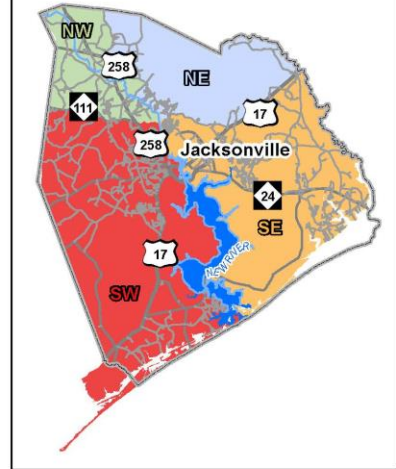 NW
258
NE
111
17
258
Jacksonville
24
SE
17
NEW RIVER
SW